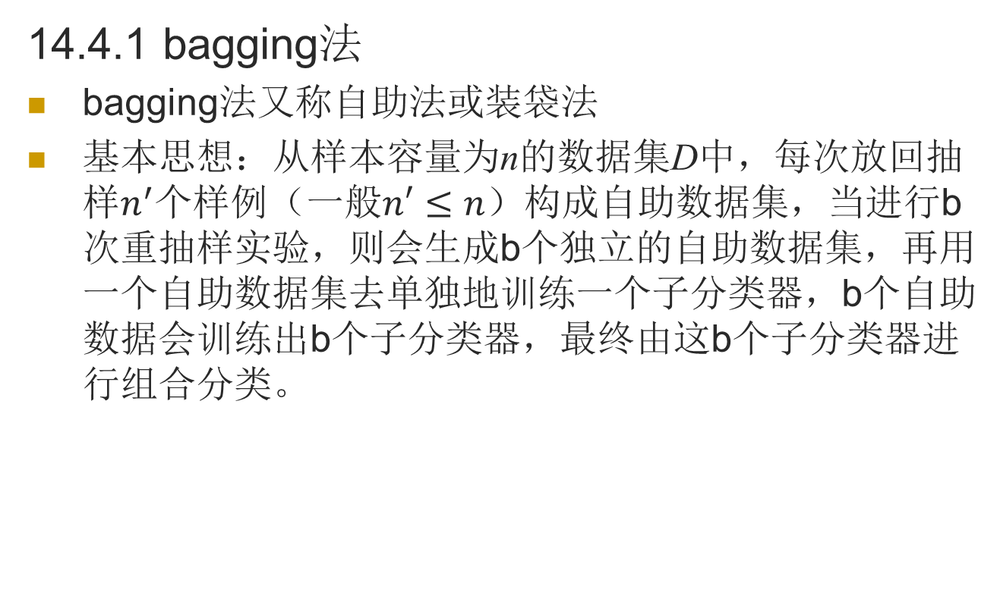 14.4.1 bagging法
bagging法又称自助法或装袋法
基本思想：从样本容量为n的数据集D中，每次放回抽
样n′个样例（一般n′ ≤ n）构成自助数据集，当进行b
次重抽样实验，则会生成b个独立的自助数据集，再用
一个自助数据集去单独地训练一个子分类器，b个自助
数据会训练出b个子分类器，最终由这b个子分类器进
行组合分类。